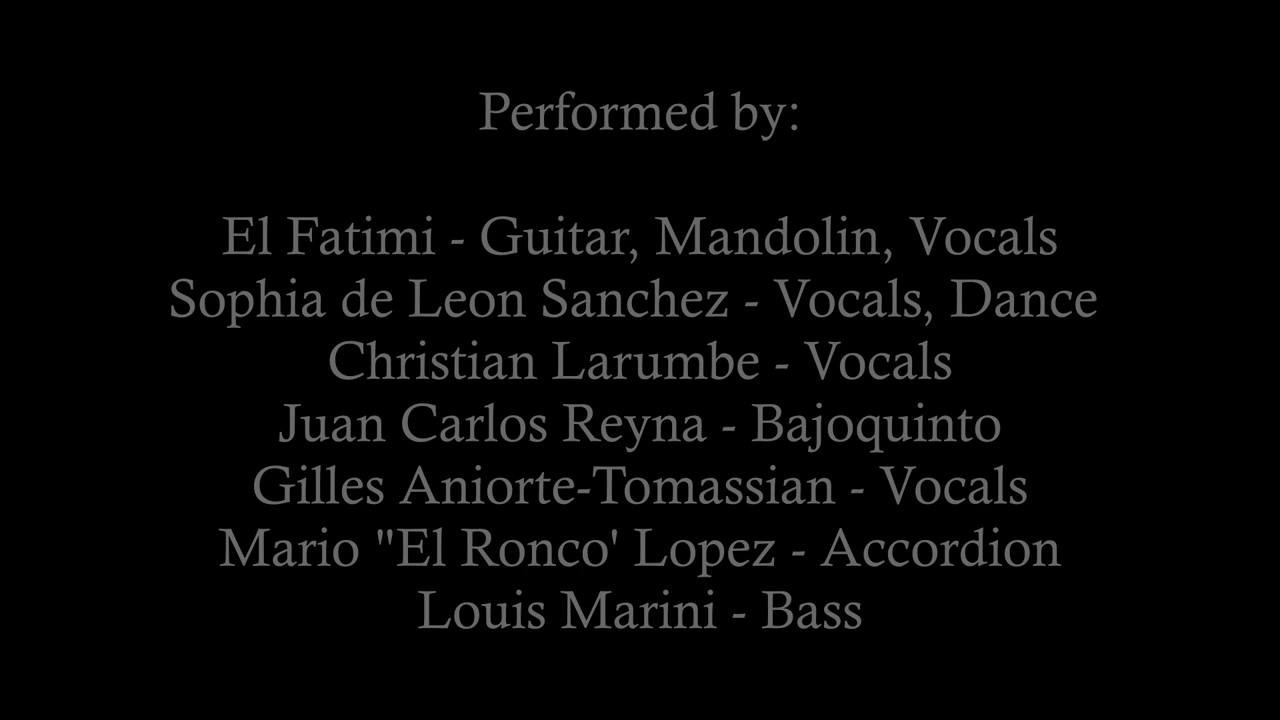 Performed by:
El Fatimi - Guitar, Mandolin, Vocals
Sophia de Leon Sanchez - Vocals, Dance
Christian Larumbe - Vocals
Juan Carlos Reyna - Bajoquinto
Gilles Aniorte-Tomassian - Vocals
Mario "El Ronco' Lopez - Accordion
Louis Marini - Bass